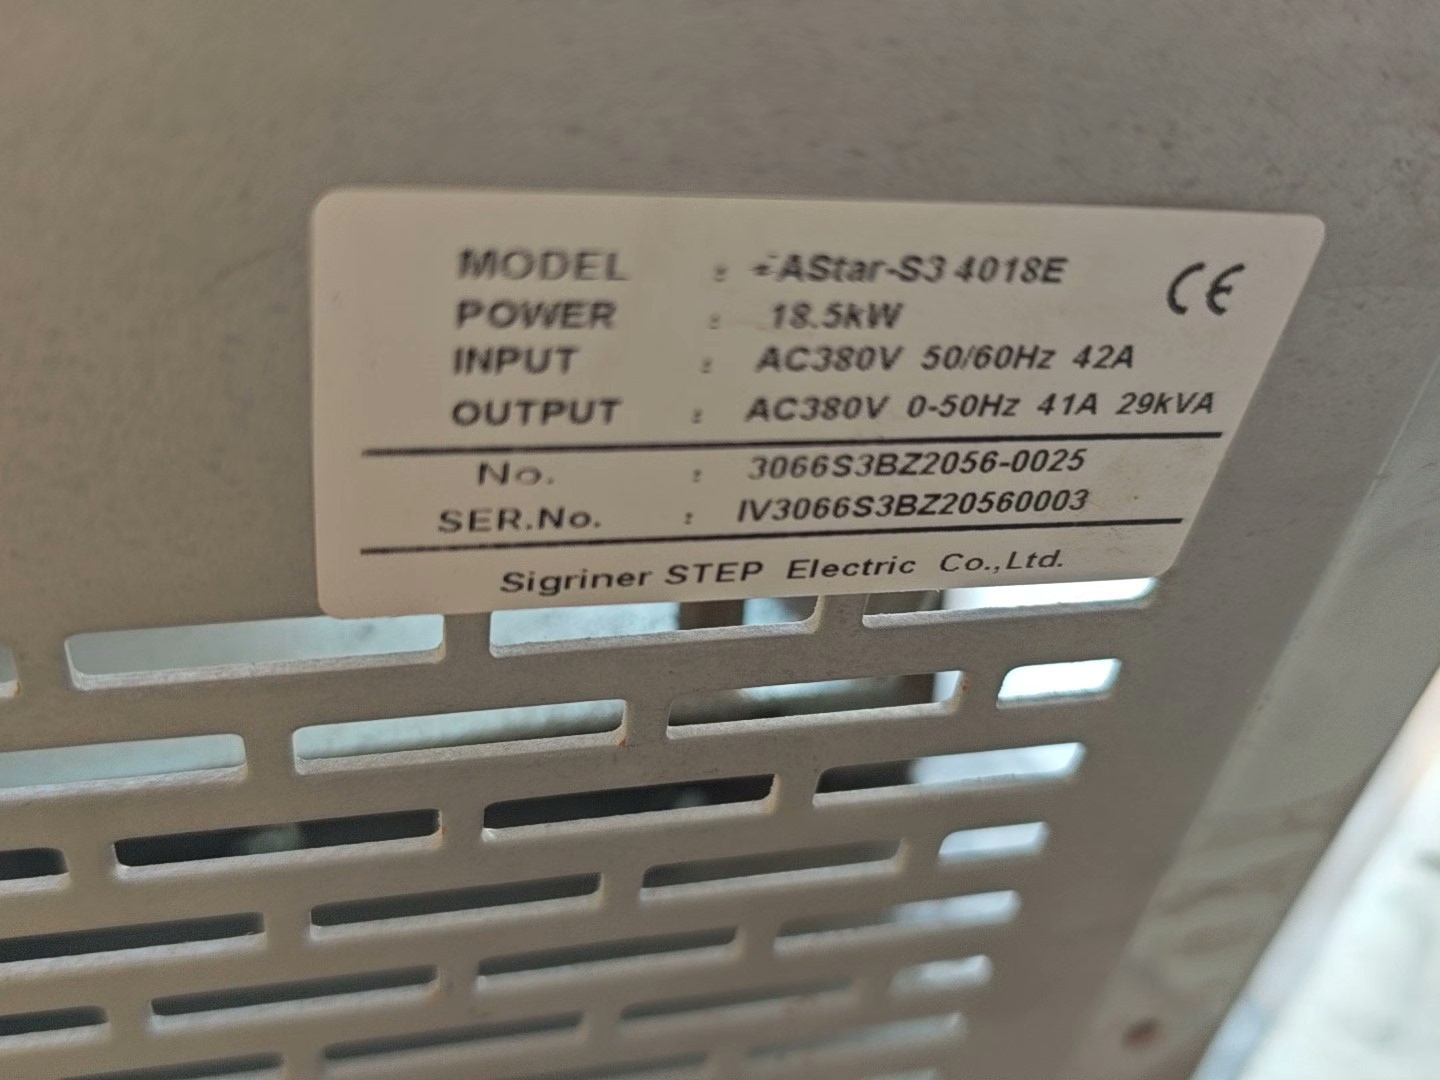 MODEL : AStar-S3 4018E CE
POWER : 18.5kW
INPUT : AC380V 50/60Hz 42A
OUTPUT : AC380V 0-50Hz 41A 29kVA
No. : 3066S3BZ2056-0025
SER.No. : IV3066S3BZ20560003
Sigriner STEP Electric Co.,Ltd.